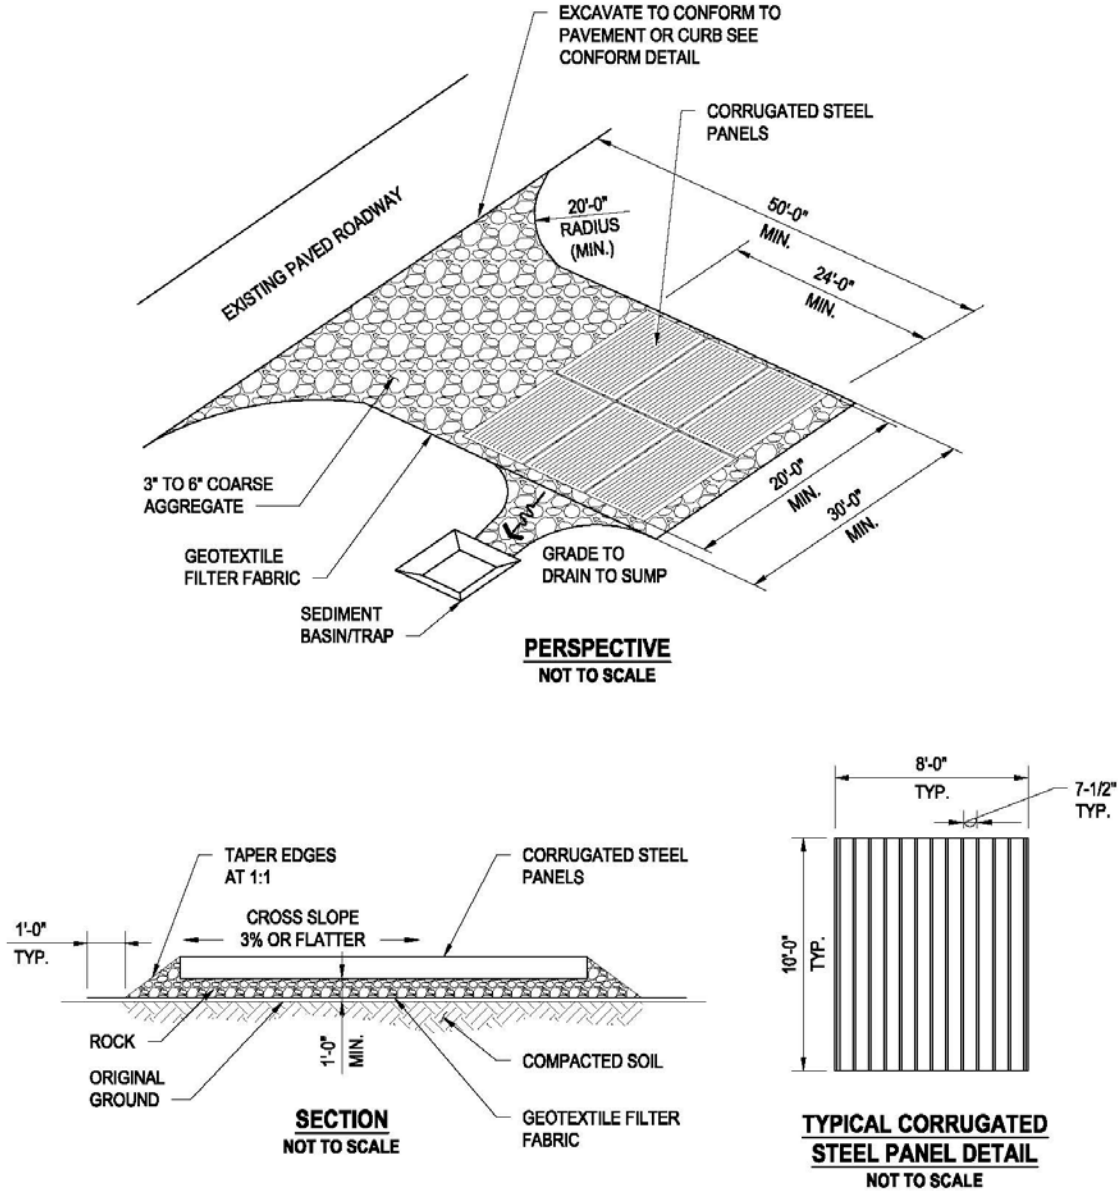 EXCAVATE TO CONFORM TO
PAVEMENT OR CURB SEE
CONFORM DETAIL
CORRUGATED STEEL
PANELS
EXISTING PAVED ROADWAY
20'-0"
RADIUS
(MIN.)
50'-0"
MIN.
24'-0"
MIN.
3" TO 6" COARSE
AGGREGATE
20'-0"
MIN.
30'-0"
MIN.
GEOTEXTILE
FILTER FABRIC
GRADE TO
DRAIN TO SUMP
SEDIMENT
BASIN/TRAP
PERSPECTIVE
NOT TO SCALE
TAPER EDGES
AT 1:1
CORRUGATED STEEL
PANELS
1'-0"
TYP.
CROSS SLOPE
3% OR FLATTER
ROCK
1'-0"
MIN.
COMPACTED SOIL
ORIGINAL
GROUND
GEOTEXTILE FILTER
FABRIC
SECTION
NOT TO SCALE
8'-0"
TYP.
7-1/2"
TYP.
10'-0"
TYP.
TYPICAL CORRUGATED
STEEL PANEL DETAIL
NOT TO SCALE